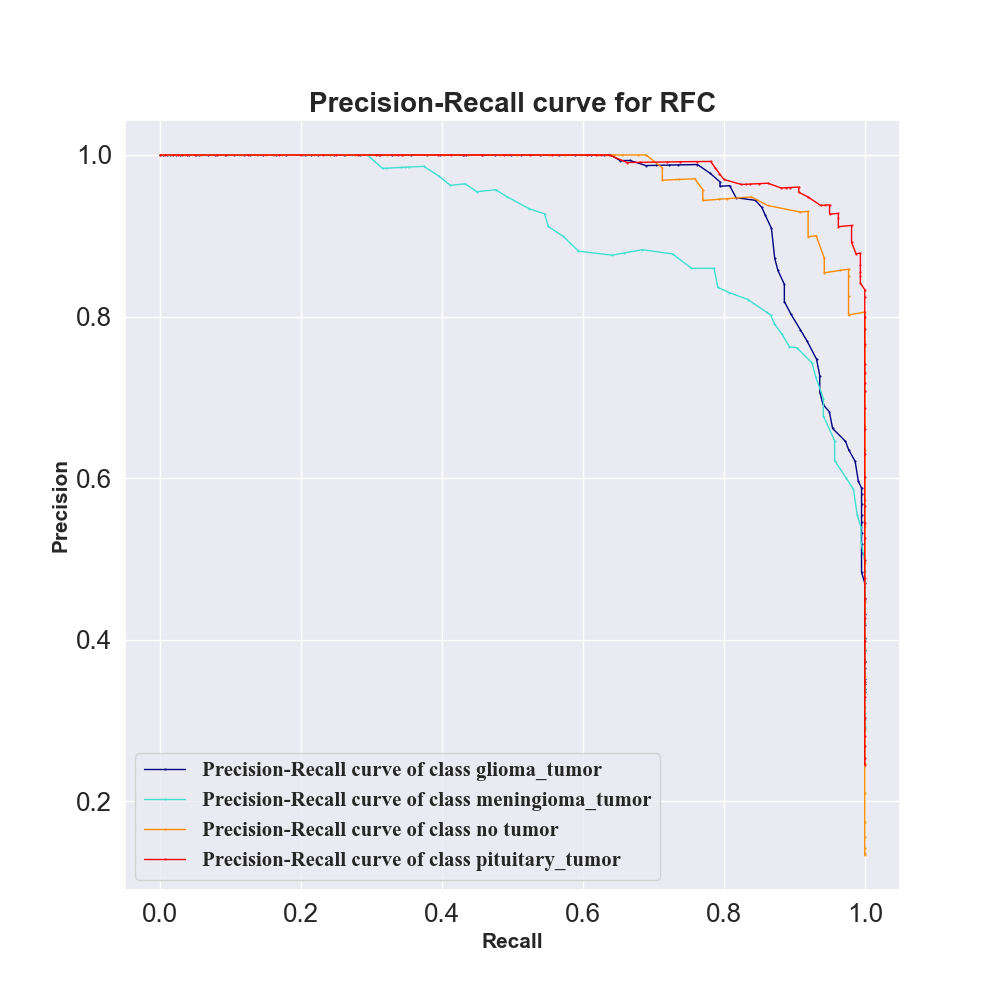 Precision-Recall curve for RFC
1.0
0.8
0.6
0.4
0.2
Precision
Precision-Recall curve of class glioma_tumor
Precision-Recall curve of class meningioma_tumor
Precision-Recall curve of class no tumor
Precision-Recall curve of class pituitary_tumor
0.0 0.2 0.4 0.6 0.8 1.0
Recall